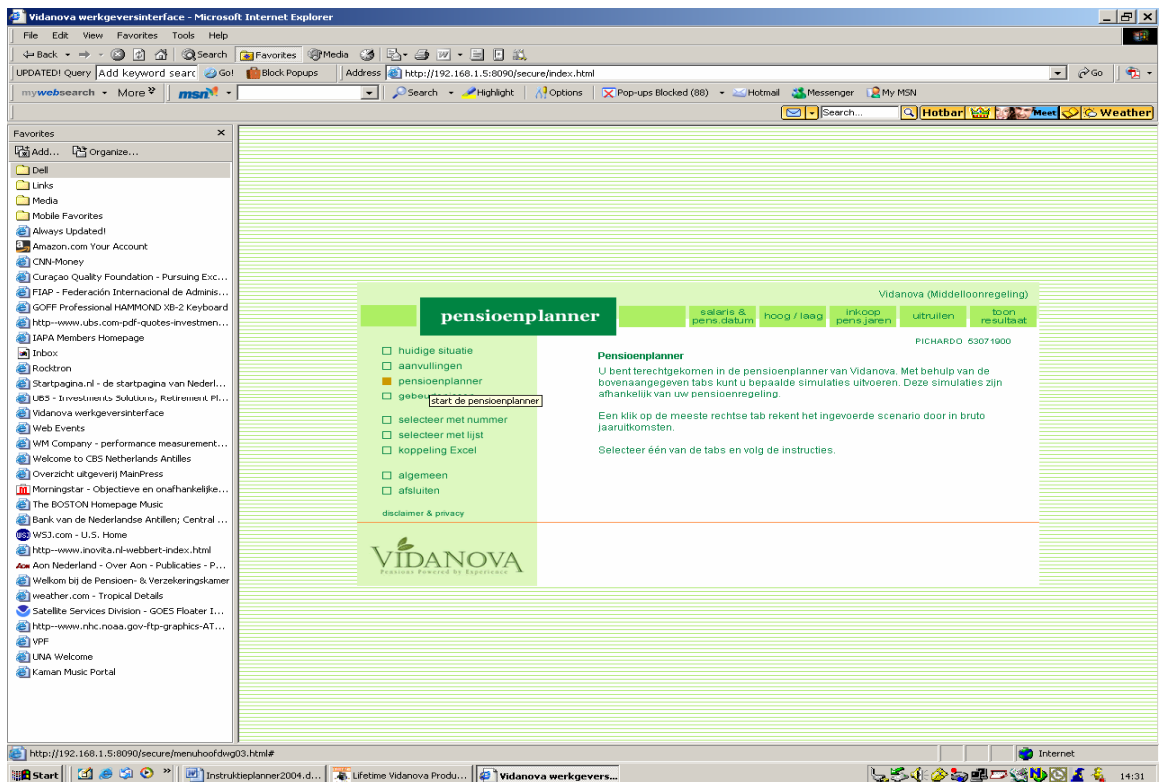 Vidanova werkgeversinterface - Microsoft Internet Explorer
File Edit View Favorites Tools Help
Back Search Favorites Media
UPDATED! Query Add keyword searc Go! Block Popups Address http://192.168.1.5:8090/secure/index.html Go
mywebsearch More msn Search Highlight Options Pop-ups Blocked (88) Hotmail Messenger My MSN
Search... Hotbar Meet Weather
Favorites
Add... Organize...
Dell
Links
Media
Mobile Favorites
Always Updated!
Amazon.com Your Account
CNN-Money
Curaçao Quality Foundation - Pursuing Exc...
FIAP - Federación Internacional de Adminis...
GOFF Professional HAMMOND XB-2 Keyboard
http--www.ubs.com-pdf-quotes-investmen...
IAPA Members Homepage
Inbox
Rocktron
Startpagina.nl - de startpagina van Nederl...
UBS - Investments Solutions, Retirement Pl...
Vidanova werkgeversinterface
Web Events
WM Company - performance measurement...
Welcome to CBS Netherlands Antilles
Overzicht uitgeverij MainPress
Morningstar - Objectieve en onafhankelijke...
The BOSTON Homepage Music
Bank van de Nederlandse Antillen; Central ...
WSJ.com - U.S. Home
http--www.inovita.nl-webbert-index.html
Aon Nederland - Over Aon - Publicaties - P...
Welkom bij de Pensioen- & Verzekeringskamer
weather.com - Tropical Details
Satellite Services Division - GOES Floater I...
http--www.nhc.noaa.gov-ftp-graphics-AT...
VPF
UNA Welcome
Kaman Music Portal
Vidanova (Middelloonregeling)
pensioenplanner
salaris & pens.datum
hoog / laag
inkoop pens.jaren
uitruilen
toon resultaat
PICHARDO 53071900
huidige situatie
aanvullingen
pensioenplanner
start de pensioenplanner
selecteer met nummer
selecteer met lijst
koppeling Excel
algemeen
afsluiten
disclaimer & privacy
VIDANOVA
Pensions Powered by Experience
Pensioenplanner
U bent terechtgekomen in de pensioenplanner van Vidanova. Met behulp van de
bovenaangegeven tabs kunt u bepaalde simulaties uitvoeren. Deze simulaties zijn
afhankelijk van uw pensioenregeling.
Een klik op de meeste rechtse tab rekent het ingevoerde scenario door in bruto
jaaruitkomsten.
Selecteer één van de tabs en volg de instructies.
http://192.168.1.5:8090/secure/menuhoofdwg03.html# Internet
Start Instruktieplanner2004.d... Lifetime Vidanova Produ... Vidanova werkgevers... 14:31